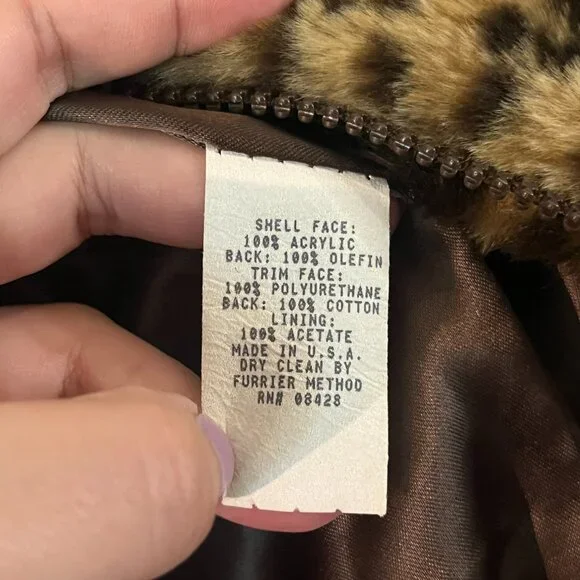 SHELL FACE:
100% ACRYLIC
BACK: 100% OLEFIN
TRIM FACE:
100% POLYURETHANE
BACK: 100% COTTON
LINING:
100% ACETATE
MADE IN U.S.A.
DRY CLEAN BY
FURRIER METHOD
RN# 08428